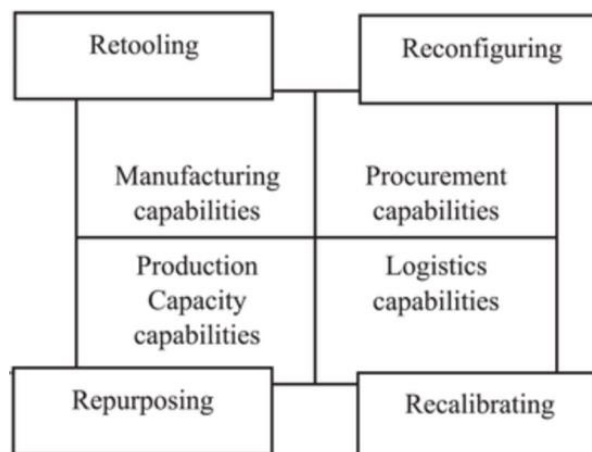 Retooling
Reconfiguring
Manufacturing
capabilities
Procurement
capabilities
Production
Capacity
capabilities
Logistics
capabilities
Repurposing
Recalibrating